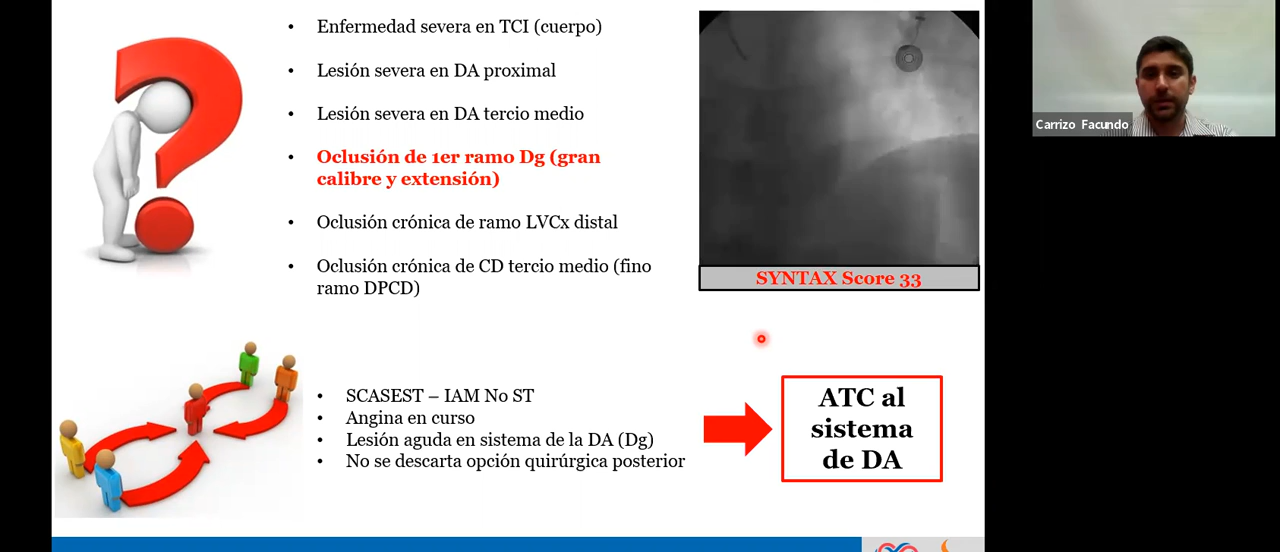 Enfermedad severa en TCI (cuerpo)
Lesión severa en DA proximal
Lesión severa en DA tercio medio
Oclusión de 1er ramo Dg (gran
calibre y extensión)
Oclusión crónica de ramo LVCx distal
Oclusión crónica de CD tercio medio (fino
ramo DPCD)
SYNTAX Score 33
Carrizo Facundo
SCASEST – IAM No ST
Angina en curso
Lesión aguda en sistema de la DA (Dg)
No se descarta opción quirúrgica posterior
ATC al
sistema
de DA